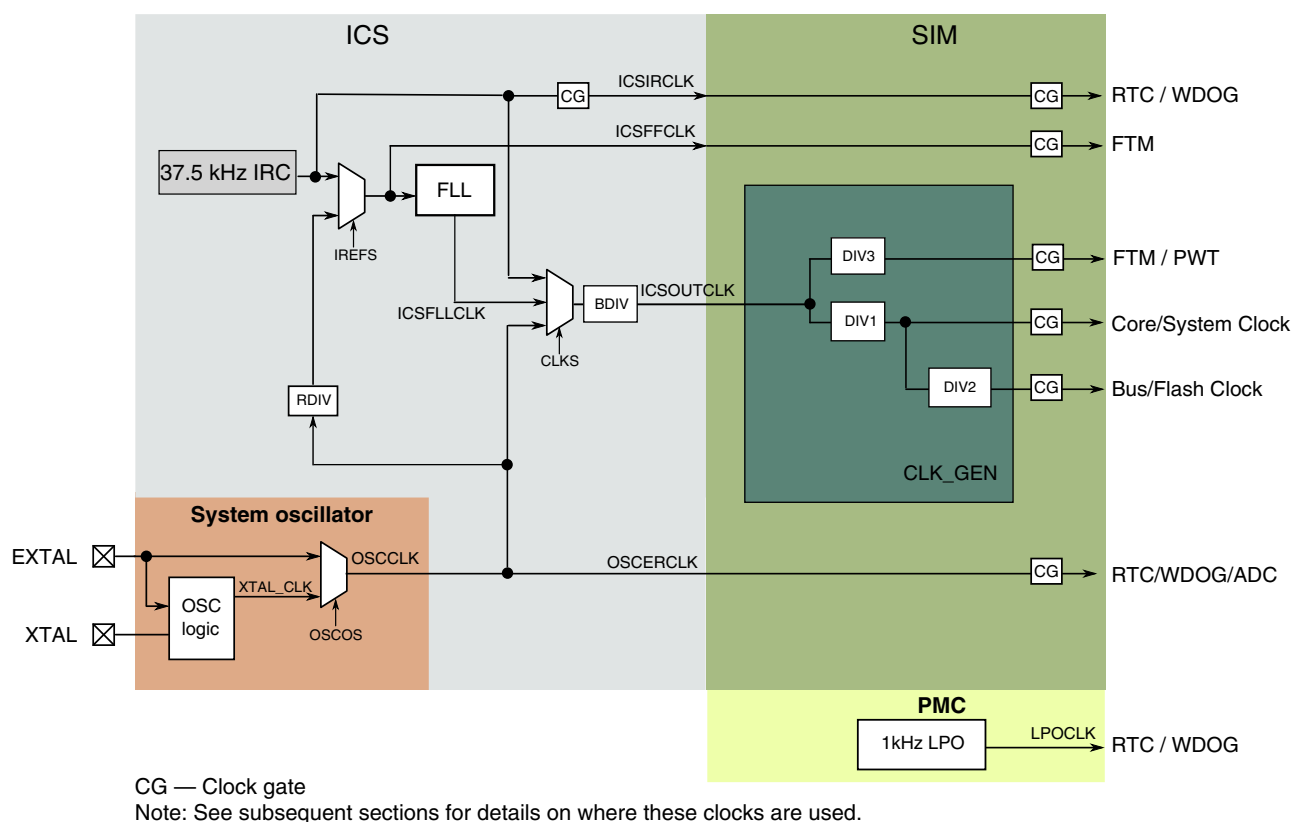 ICS
SIM
CG
ICSIRCLK
CG
RTC / WDOG
ICSFFCLK
CG
FTM
37.5 kHz IRC
FLL
IREFS
DIV3
CG
FTM / PWT
ICSFLLCLK
BDIV
ICSOUTCLK
DIV1
CG
Core/System Clock
CLKS
RDIV
DIV2
CG
Bus/Flash Clock
CLK_GEN
System oscillator
EXTAL
OSCCLK
OSCERCLK
CG
RTC/WDOG/ADC
XTAL_CLK
OSC
logic
XTAL
OSCOS
PMC
1kHz LPO
LPOCLK
RTC / WDOG
CG — Clock gate
Note: See subsequent sections for details on where these clocks are used.